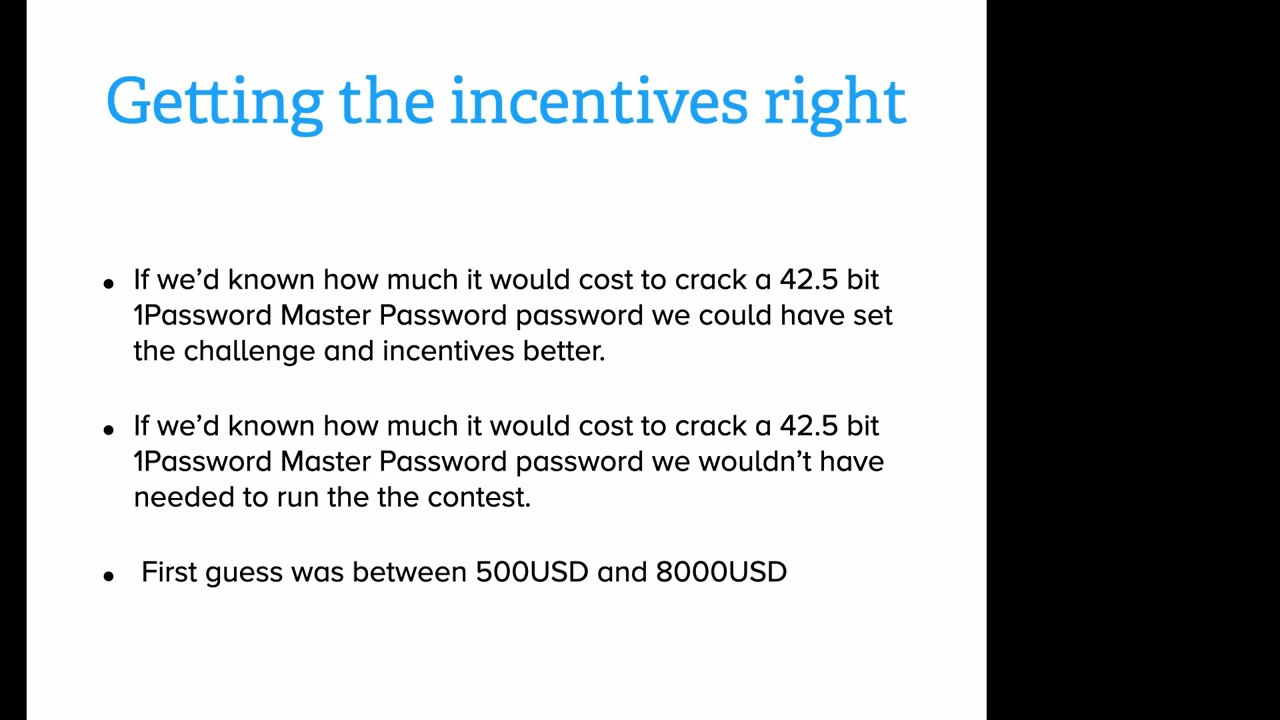 Getting the incentives right
• If we’d known how much it would cost to crack a 42.5 bit
1Password Master Password password we could have set
the challenge and incentives better.
• If we’d known how much it would cost to crack a 42.5 bit
1Password Master Password password we wouldn’t have
needed to run the the contest.
• First guess was between 500USD and 8000USD